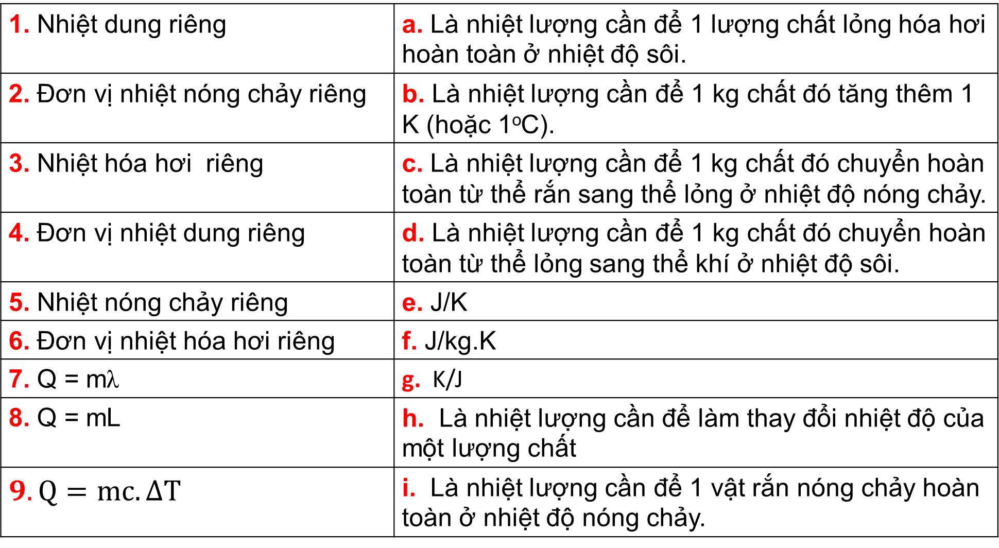 1. Nhiệt dung riêng
a. Là nhiệt lượng cần để 1 lượng chất lỏng hóa hơi
hoàn toàn ở nhiệt độ sôi.
2. Đơn vị nhiệt nóng chảy riêng
b. Là nhiệt lượng cần để 1 kg chất đó tăng thêm 1
K (hoặc 1ºC).
3. Nhiệt hóa hơi riêng
c. Là nhiệt lượng cần để 1 kg chất đó chuyển hoàn
toàn từ thể rắn sang thể lỏng ở nhiệt độ nóng chảy.
4. Đơn vị nhiệt dung riêng
d. Là nhiệt lượng cần để 1 kg chất đó chuyển hoàn
toàn từ thể lỏng sang thể khí ở nhiệt độ sôi.
5. Nhiệt nóng chảy riêng
e. J/K
6. Đơn vị nhiệt hóa hơi riêng
f. J/kg.K
7. Q = mλ
g. K/J
8. Q = mL
h. Là nhiệt lượng cần để làm thay đổi nhiệt độ của
một lượng chất
9. Q = mc. ΔT
i. Là nhiệt lượng cần để 1 vật rắn nóng chảy hoàn
toàn ở nhiệt độ nóng chảy.